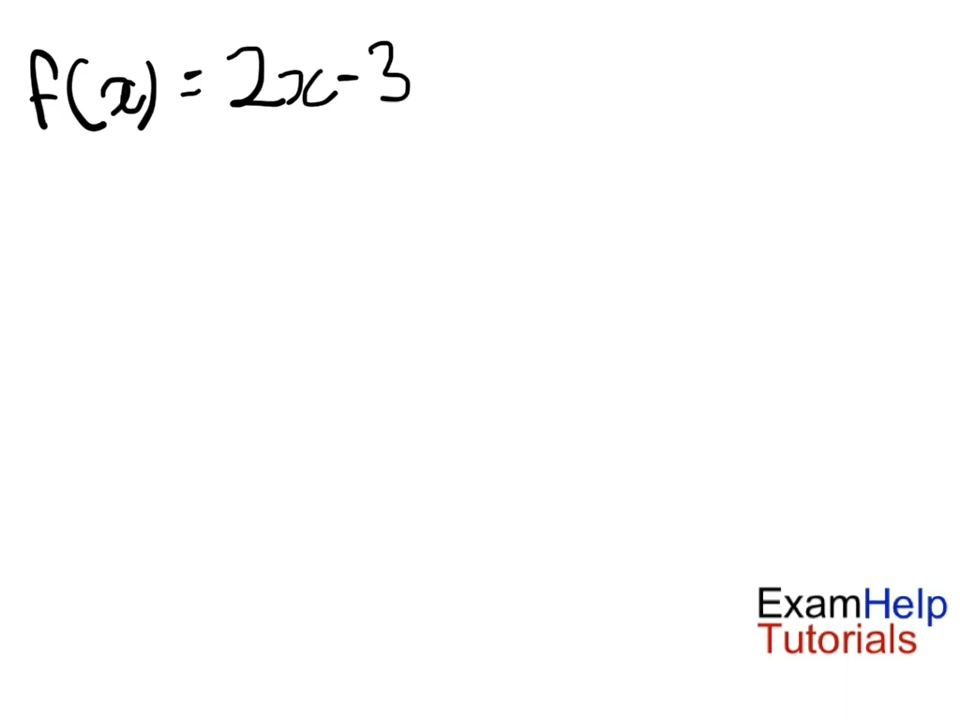 f(x) = 2x - 3
ExamHelp
Tutorials